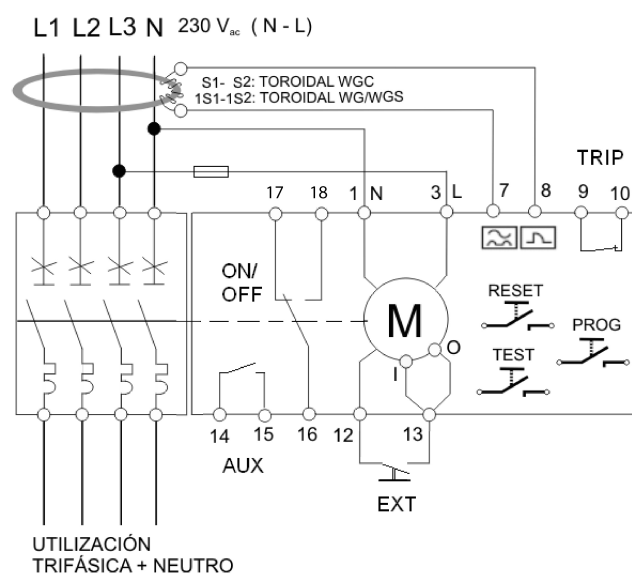 L1 L2 L3 N 230 Vac ( N - L)
S1- S2: TOROIDAL WGC
1S1-1S2: TOROIDAL WG/WGS
TRIP
17 18 1 N 3 L 7 8 9 10
ON/
OFF
M
RESET
PROG
TEST
I O
14 15 16 12 13
AUX
EXT
UTILIZACIÓN
TRIFÁSICA + NEUTRO